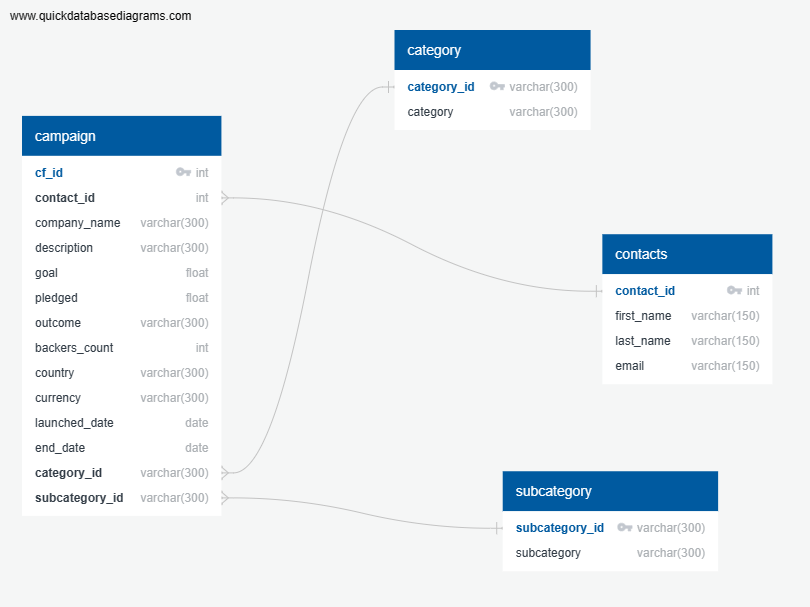 www.quickdatabasediagrams.com
category
category_id varchar(300)
category varchar(300)
campaign
cf_id int
contact_id int
company_name varchar(300)
description varchar(300)
goal float
pledged float
outcome varchar(300)
backers_count int
country varchar(300)
currency varchar(300)
launched_date date
end_date date
category_id varchar(300)
subcategory_id varchar(300)
contacts
contact_id int
first_name varchar(150)
last_name varchar(150)
email varchar(150)
subcategory
subcategory_id varchar(300)
subcategory varchar(300)